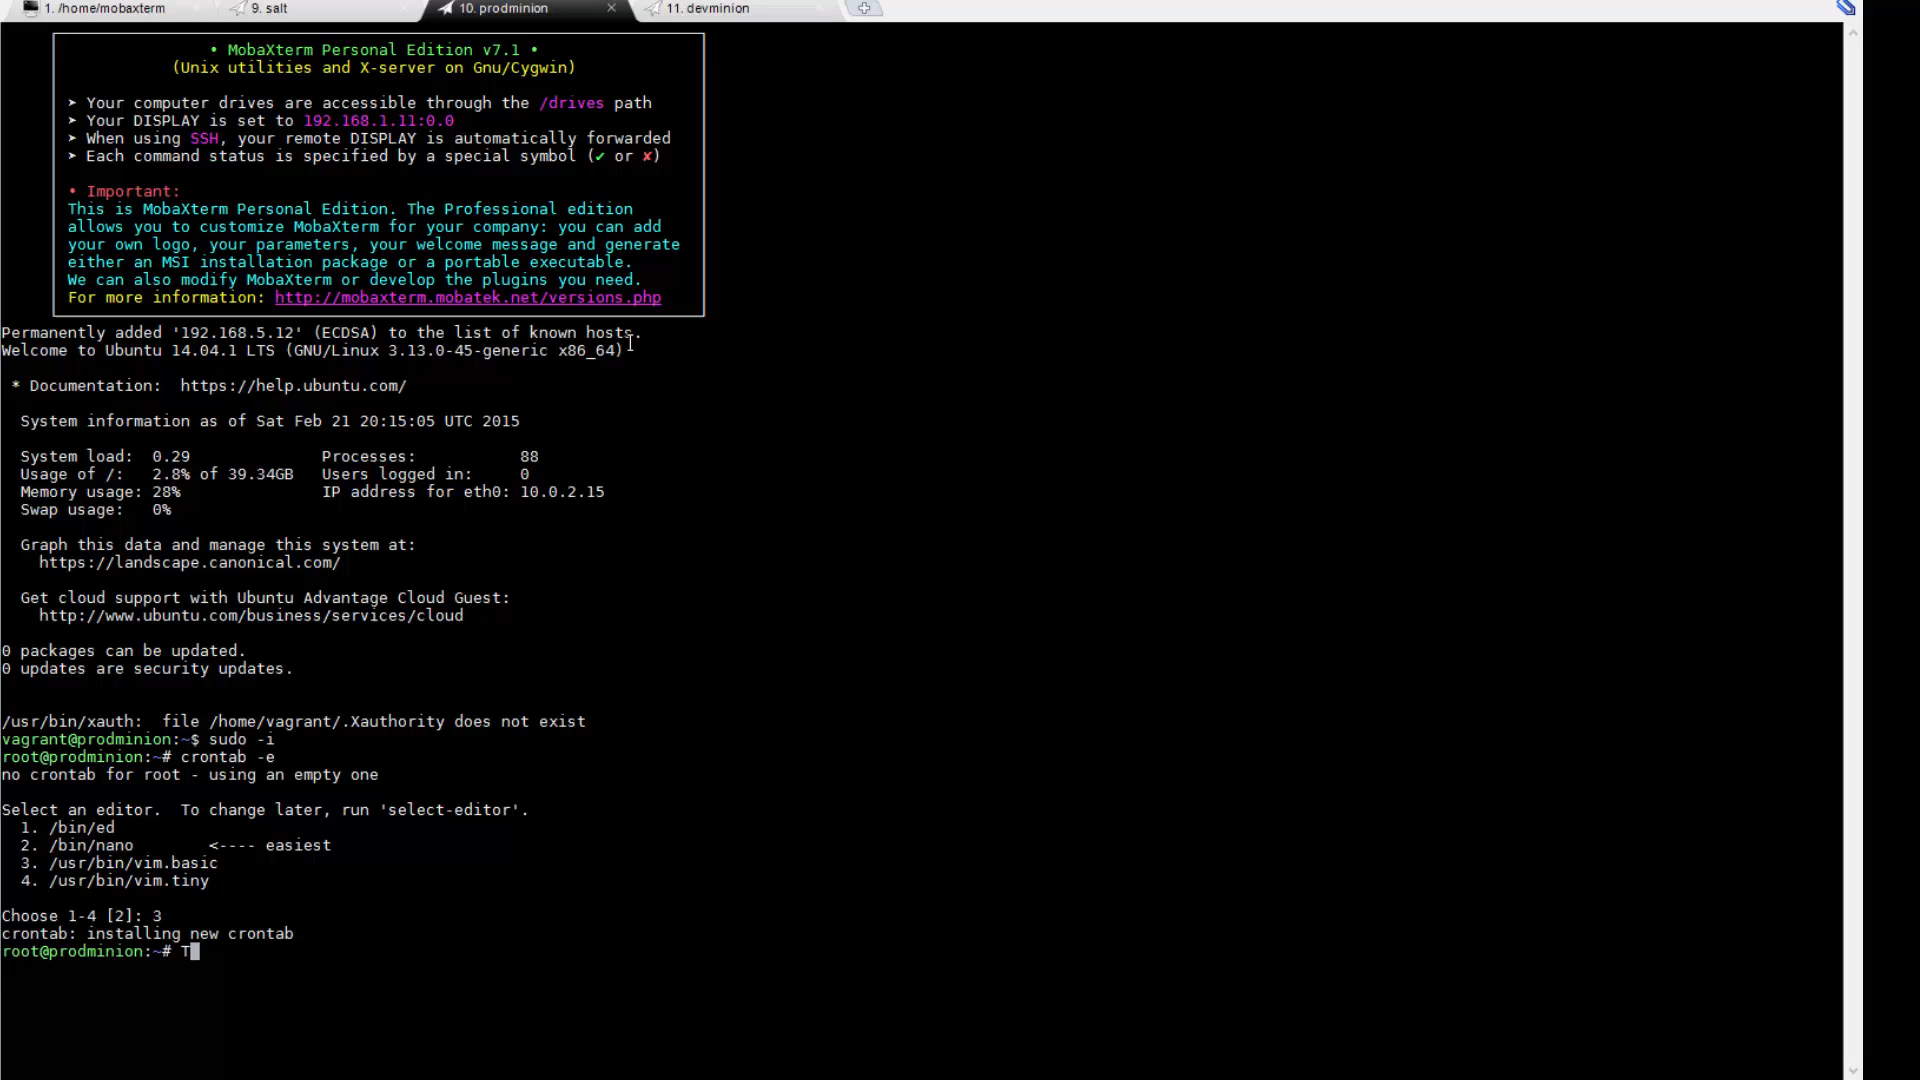 1. /home/mobaxterm
9. salt
10. prodminion
11. devminion
• MobaXterm Personal Edition v7.1 •
(Unix utilities and X-server on Gnu/Cygwin)
➤ Your computer drives are accessible through the /drives path
➤ Your DISPLAY is set to 192.168.1.11:0.0
➤ When using SSH, your remote DISPLAY is automatically forwarded
➤ Each command status is specified by a special symbol (✔ or ✘)
• Important:
This is MobaXterm Personal Edition. The Professional edition
allows you to customize MobaXterm for your company: you can add
your own logo, your parameters, your welcome message and generate
either an MSI installation package or a portable executable.
We can also modify MobaXterm or develop the plugins you need.
For more information: http://mobaxterm.mobatek.net/versions.php
Permanently added '192.168.5.12' (ECDSA) to the list of known hosts.
Welcome to Ubuntu 14.04.1 LTS (GNU/Linux 3.13.0-45-generic x86_64)
* Documentation:  https://help.ubuntu.com/
System information as of Sat Feb 21 20:15:05 UTC 2015
System load: 0.29 Processes: 88
Usage of /: 2.8% of 39.34GB Users logged in: 0
Memory usage: 28% IP address for eth0: 10.0.2.15
Swap usage: 0%
Graph this data and manage this system at:
https://landscape.canonical.com/
Get cloud support with Ubuntu Advantage Cloud Guest:
http://www.ubuntu.com/business/services/cloud
0 packages can be updated.
0 updates are security updates.
/usr/bin/xauth:  file /home/vagrant/.Xauthority does not exist
vagrant@prodminion:~$ sudo -i
root@prodminion:~# crontab -e
no crontab for root - using an empty one
Select an editor.  To change later, run 'select-editor'.
1. /bin/ed
2. /bin/nano        <---- easiest
3. /usr/bin/vim.basic
4. /usr/bin/vim.tiny
Choose 1-4 [2]: 3
crontab: installing new crontab
root@prodminion:~# T